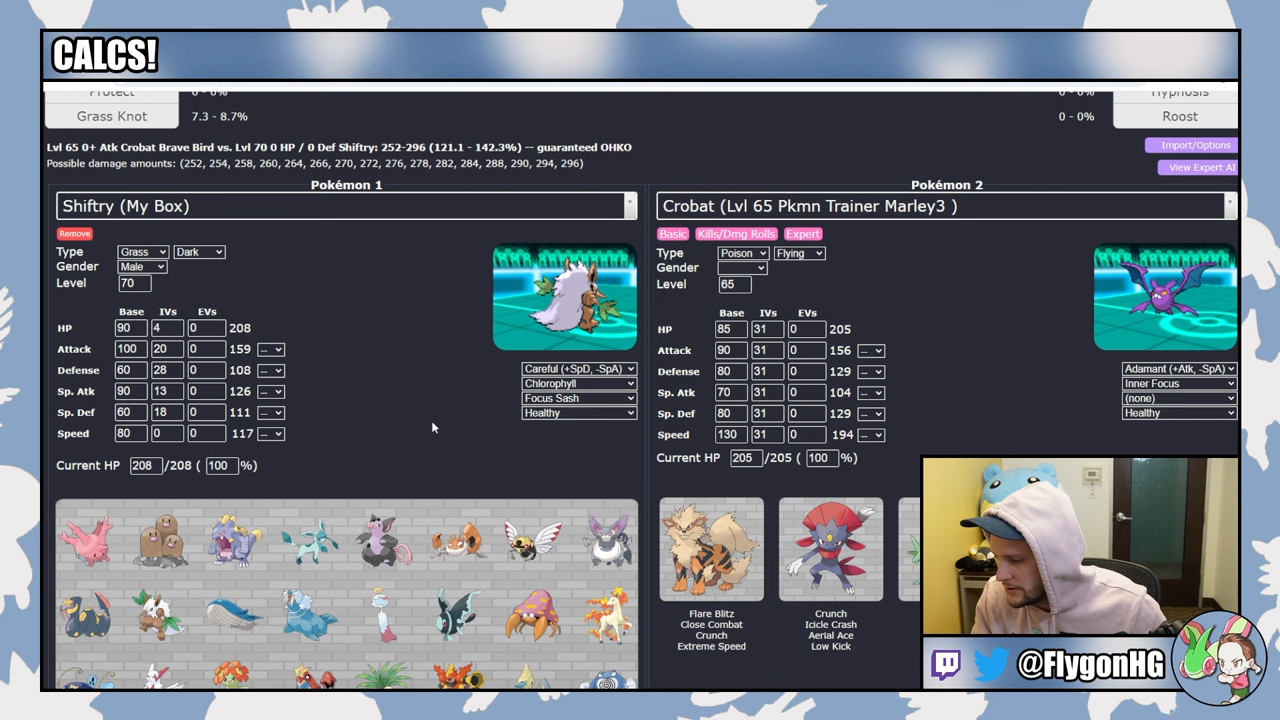 CALCS!
Protect 0 - 0% 0 - 0% Hypnosis
Grass Knot 7.3 - 8.7% 0 - 0% Roost
Lvl 65 0+ Atk Crobat Brave Bird vs. Lvl 70 0 HP / 0 Def Shiftry: 252-296 (121.1 - 142.3%) -- guaranteed OHKO
Import/Options
Possible damage amounts: (252, 254, 258, 260, 264, 266, 270, 272, 276, 278, 282, 284, 288, 290, 294, 296)
View Expert AI
Pokémon 1
Shiftry (My Box)
Remove
Type Grass Dark
Gender Male
Level 70
Base IVs EVs
HP 90 4 0 208
Attack 100 20 0 159 --
Defense 60 28 0 108 --
Sp. Atk 90 13 0 126 --
Sp. Def 60 18 0 111 --
Speed 80 0 0 117 --
Careful (+SpD, -SpA)
Chlorophyll
Focus Sash
Healthy
Current HP 208 /208 ( 100 %)
Pokémon 2
Crobat (Lvl 65 Pkmn Trainer Marley3 )
Basic Kills/Dmg Rolls Expert
Type Poison Flying
Gender
Level 65
Base IVs EVs
HP 85 31 0 205
Attack 90 31 0 156 --
Defense 80 31 0 129 --
Sp. Atk 70 31 0 104 --
Sp. Def 80 31 0 129 --
Speed 130 31 0 194 --
Adamant (+Atk, -SpA)
Inner Focus
(none)
Healthy
Current HP 205 /205 ( 100 %)
Flare Blitz
Close Combat
Crunch
Extreme Speed
Crunch
Icicle Crash
Aerial Ace
Low Kick
@FlygonHG